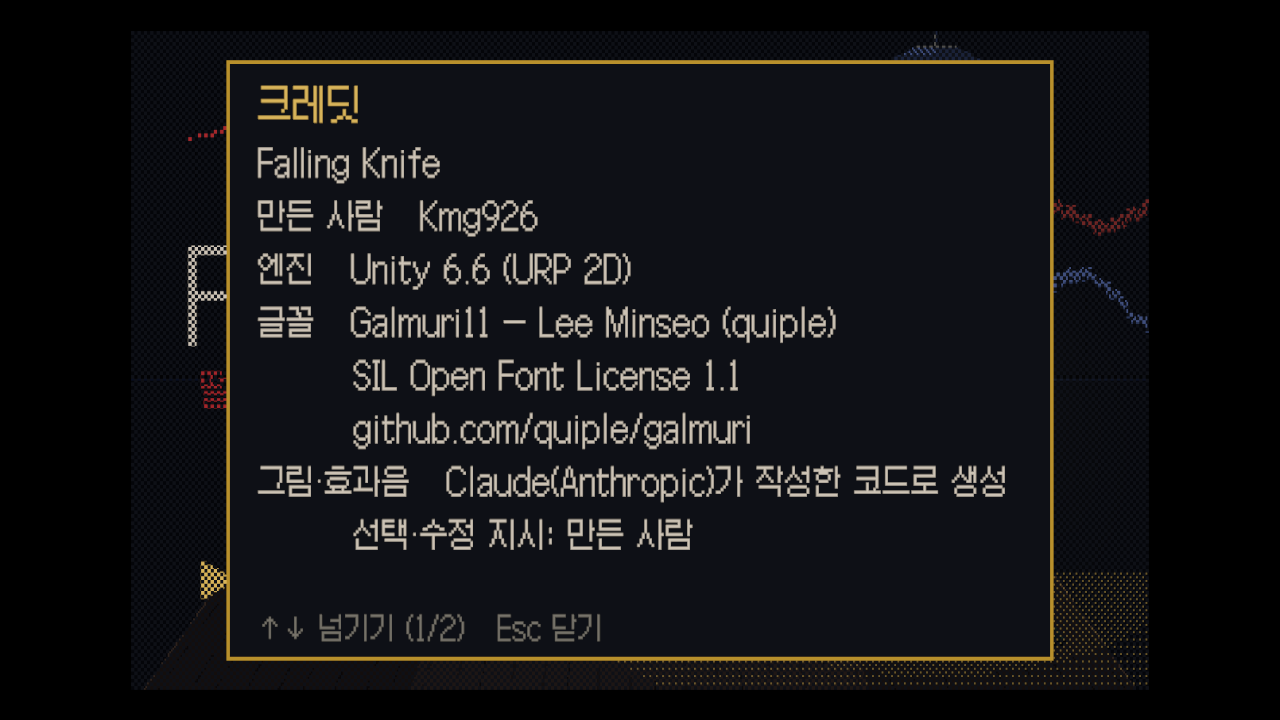 크레딧
Falling Knife
만든 사람 Kmg926
엔진 Unity 6.6 (URP 2D)
글꼴 Galmuri11 – Lee Minseo (quiple)
SIL Open Font License 1.1
github.com/quiple/galmuri
그림·효과음 Claude(Anthropic)가 작성한 코드로 생성
선택·수정 지시: 만든 사람
↑↓ 넘기기 (1/2) Esc 닫기